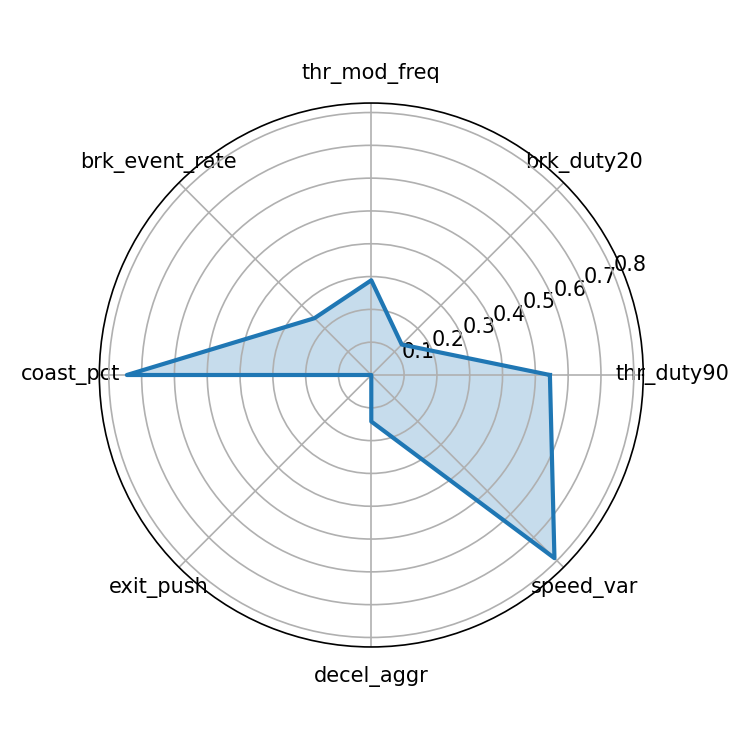 thr_mod_freq
brk_event_rate
brk_duty20
0.8
0.7
0.6
0.5
0.4
0.3
0.2
0.1
coast_pct
thr_duty90
exit_push
speed_var
decel_aggr